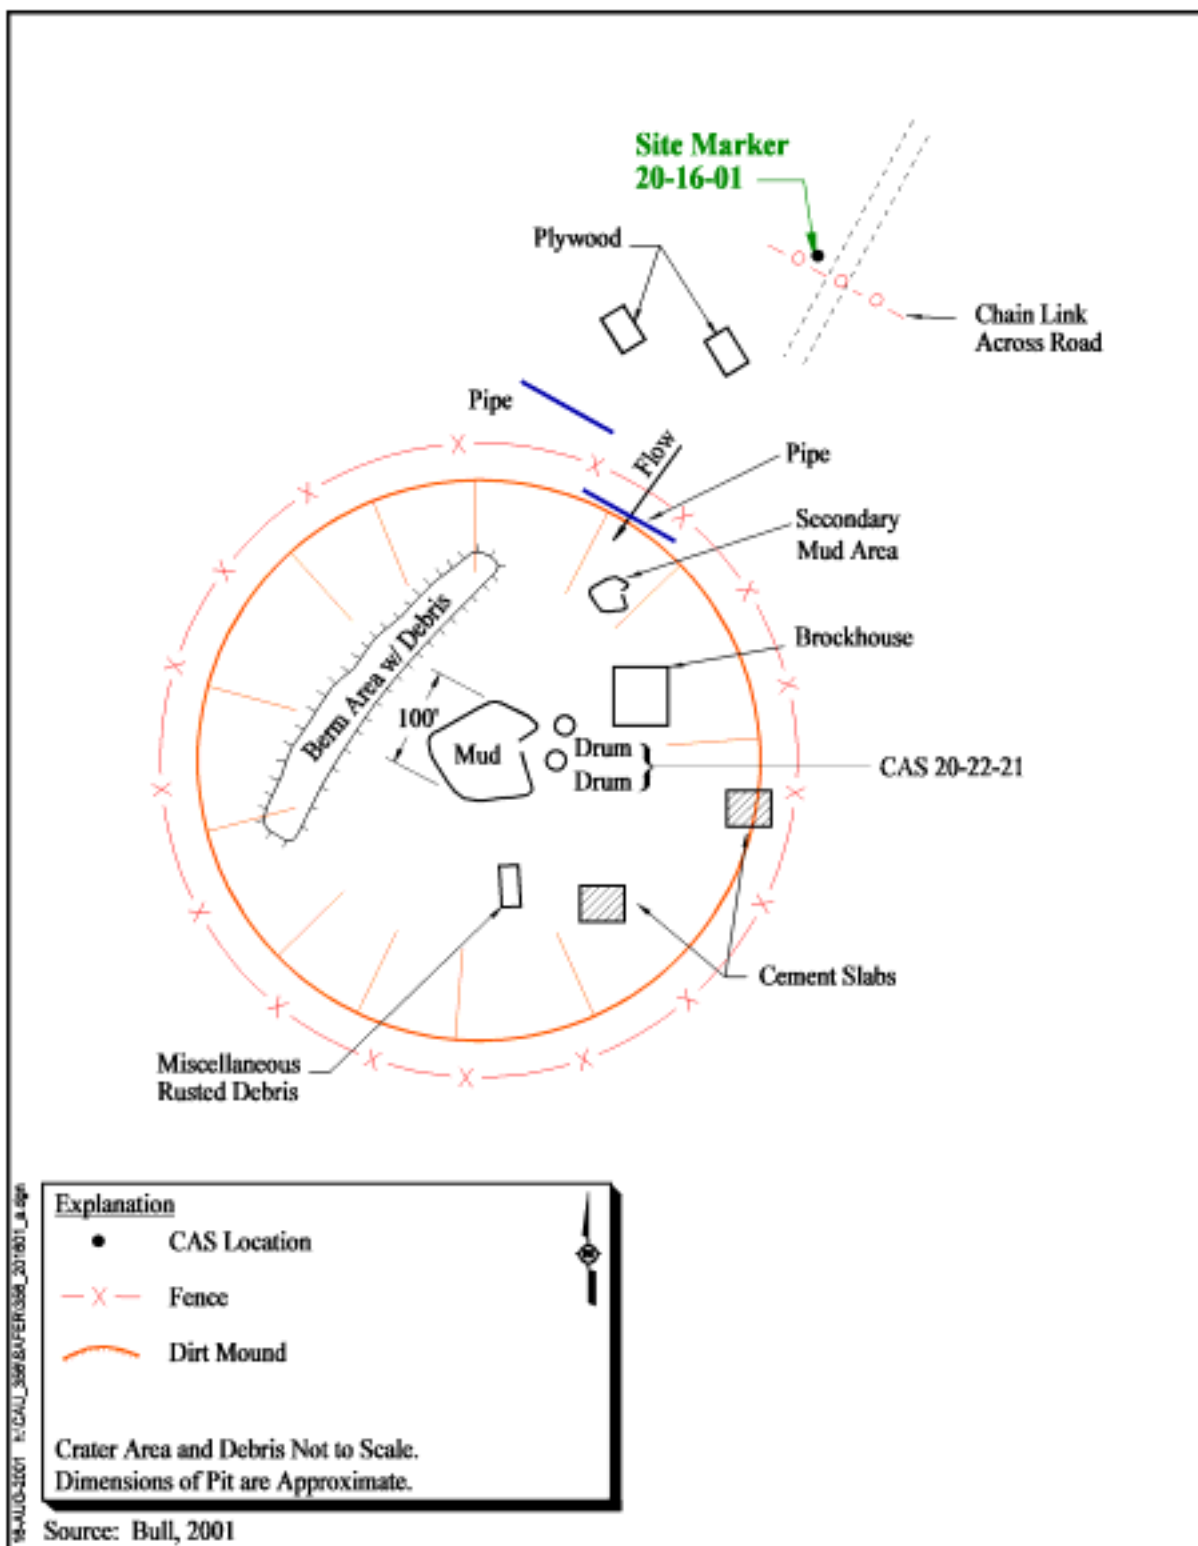 Site Marker
20-16-01
Plywood
Chain Link
Across Road
Pipe
Flow
Pipe
Secondary
Mud Area
Brockhouse
Berm Area w/ Debris
100'
Mud
Drum
Drum
CAS 20-22-21
Cement Slabs
Miscellaneous
Rusted Debris
Explanation
CAS Location
Fence
Dirt Mound
N
Crater Area and Debris Not to Scale.
Dimensions of Pit are Approximate.
Source: Bull, 2001